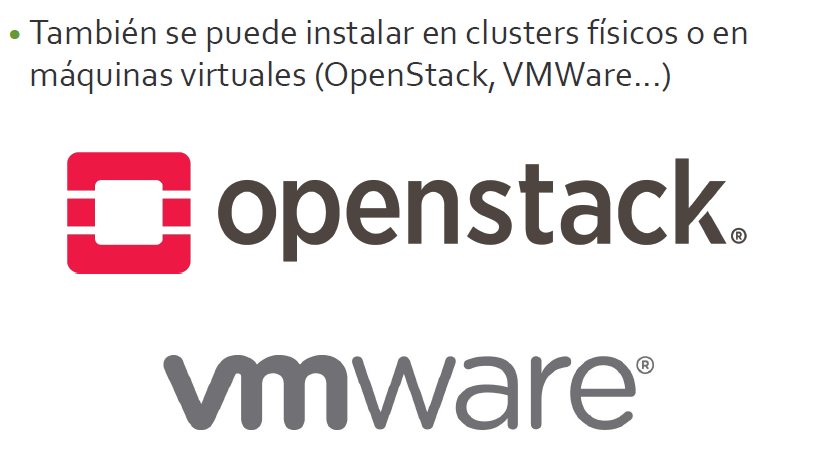 • También se puede instalar en clusters físicos o en
máquinas virtuales (OpenStack, VMWare...)
openstack®
vmware®